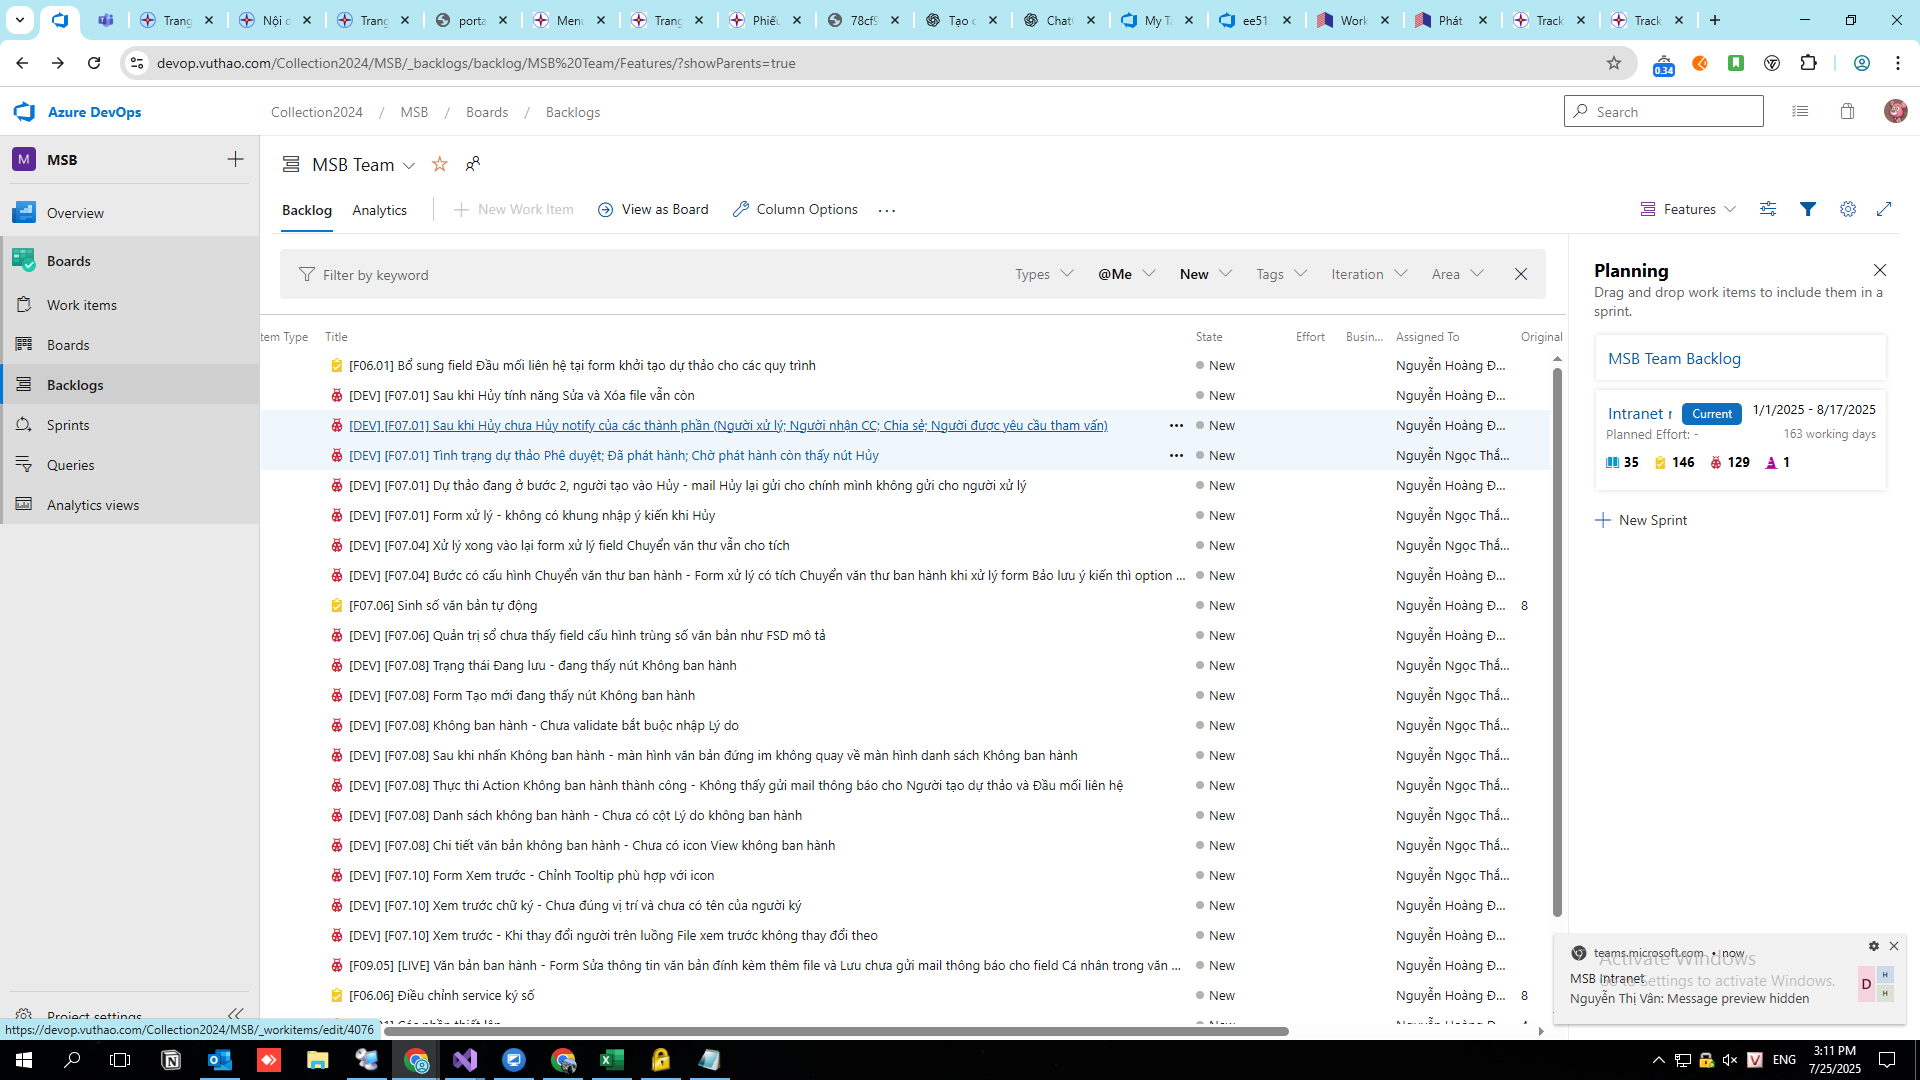 Trang
Nội c
Trang
porta
Menu
Trang
Phiếu
78cf9
Tạo c
Chat
My Ta
ee51
Work
Phát
Track
Track
devop.vuthao.com/Collection2024/MSB/_backlogs/backlog/MSB%20Team/Features/?showParents=true
0.34
Azure DevOps
Collection2024 / MSB / Boards / Backlogs
Search
M MSB
Overview
Boards
Work items
Boards
Backlogs
Sprints
Queries
Analytics views
Project settings
MSB Team
Backlog Analytics New Work Item View as Board Column Options Features
Filter by keyword Types @Me New Tags Iteration Area
tem Type Title State Effort Busin... Assigned To Original
[F06.01] Bổ sung field Đầu mối liên hệ tại form khởi tạo dự thảo cho các quy trình New Nguyễn Hoàng Đ...
[DEV] [F07.01] Sau khi Hủy tính năng Sửa và Xóa file vẫn còn New Nguyễn Hoàng Đ...
[DEV] [F07.01] Sau khi Hủy chưa Hủy notify của các thành phần (Người xử lý; Người nhận CC; Chia sẻ; Người được yêu cầu tham vấn) New Nguyễn Hoàng Đ...
[DEV] [F07.01] Tình trạng dự thảo Phê duyệt; Đã phát hành; Chờ phát hành còn thấy nút Hủy New Nguyễn Ngọc Thắ...
[DEV] [F07.01] Dự thảo đang ở bước 2, người tạo vào Hủy - mail Hủy lại gửi cho chính mình không gửi cho người xử lý New Nguyễn Hoàng Đ...
[DEV] [F07.01] Form xử lý - không có khung nhập ý kiến khi Hủy New Nguyễn Ngọc Thắ...
[DEV] [F07.04] Xử lý xong vào lại form xử lý field Chuyển văn thư vẫn cho tích New Nguyễn Ngọc Thắ...
[DEV] [F07.04] Bước có cấu hình Chuyển văn thư ban hành - Form xử lý có tích Chuyển văn thư ban hành khi xử lý form Bảo lưu ý kiến thì option ... New Nguyễn Hoàng Đ...
[F07.06] Sinh số văn bản tự động New Nguyễn Hoàng Đ... 8
[DEV] [F07.06] Quản trị sổ chưa thấy field cấu hình trùng số văn bản như FSD mô tả New Nguyễn Hoàng Đ...
[DEV] [F07.08] Trạng thái Đang lưu - đang thấy nút Không ban hành New Nguyễn Ngọc Thắ...
[DEV] [F07.08] Form Tạo mới đang thấy nút Không ban hành New Nguyễn Ngọc Thắ...
[DEV] [F07.08] Không ban hành - Chưa validate bắt buộc nhập Lý do New Nguyễn Ngọc Thắ...
[DEV] [F07.08] Sau khi nhấn Không ban hành - màn hình văn bản đứng im không quay về màn hình danh sách Không ban hành New Nguyễn Ngọc Thắ...
[DEV] [F07.08] Thực thi Action Không ban hành thành công - Không thấy gửi mail thông báo cho Người tạo dự thảo và Đầu mối liên hệ New Nguyễn Ngọc Thắ...
[DEV] [F07.08] Danh sách không ban hành - Chưa có cột Lý do không ban hành New Nguyễn Ngọc Thắ...
[DEV] [F07.08] Chi tiết văn bản không ban hành - Chưa có icon View không ban hành New Nguyễn Ngọc Thắ...
[DEV] [F07.10] Form Xem trước - Chỉnh Tooltip phù hợp với icon New Nguyễn Ngọc Thắ...
[DEV] [F07.10] Xem trước chữ ký - Chưa đúng vị trí và chưa có tên của người ký New Nguyễn Hoàng Đ...
[DEV] [F07.10] Xem trước - Khi thay đổi người trên luồng File xem trước không thay đổi theo New Nguyễn Hoàng Đ...
[F09.05] [LIVE] Văn bản ban hành - Form Sửa thông tin văn bản đính kèm thêm file và Lưu chưa gửi mail thông báo cho field Cá nhân trong văn ... New Nguyễn Hoàng Đ...
[F06.06] Điều chỉnh service ký số New Nguyễn Hoàng Đ... 8
Planning
Drag and drop work items to include them in a
sprint.
MSB Team Backlog
Intranet r Current 1/1/2025 - 8/17/2025
Planned Effort: - 163 working days
35 146 129 1
New Sprint
teams.microsoft.com • now
MSB Intranet
Nguyễn Thị Vân: Message preview hidden
D H
H
Activate Windows
Go to Settings to activate Windows.
https://devop.vuthao.com/Collection2024/MSB/_workitems/edit/4076
ENG
3:11 PM
7/25/2025